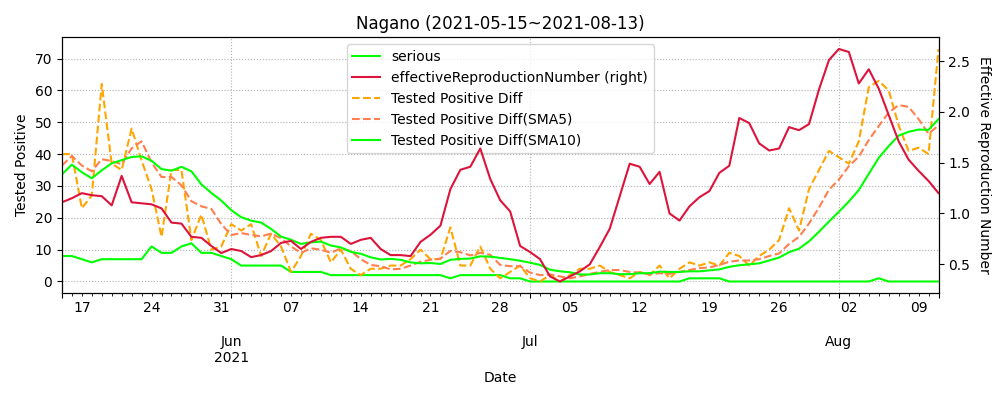 Nagano (2021-05-15~2021-08-13)
serious
effectiveReproductionNumber (right)
Tested Positive Diff
Tested Positive Diff(SMA5)
Tested Positive Diff(SMA10)
Tested Positive
70
60
50
40
30
20
10
0
2.5
2.0
1.5
1.0
0.5
Effective Reproduction Number
17 24 31 07 14 21 28 05 12 19 26 02 09
Jun Jul Aug
2021
Date